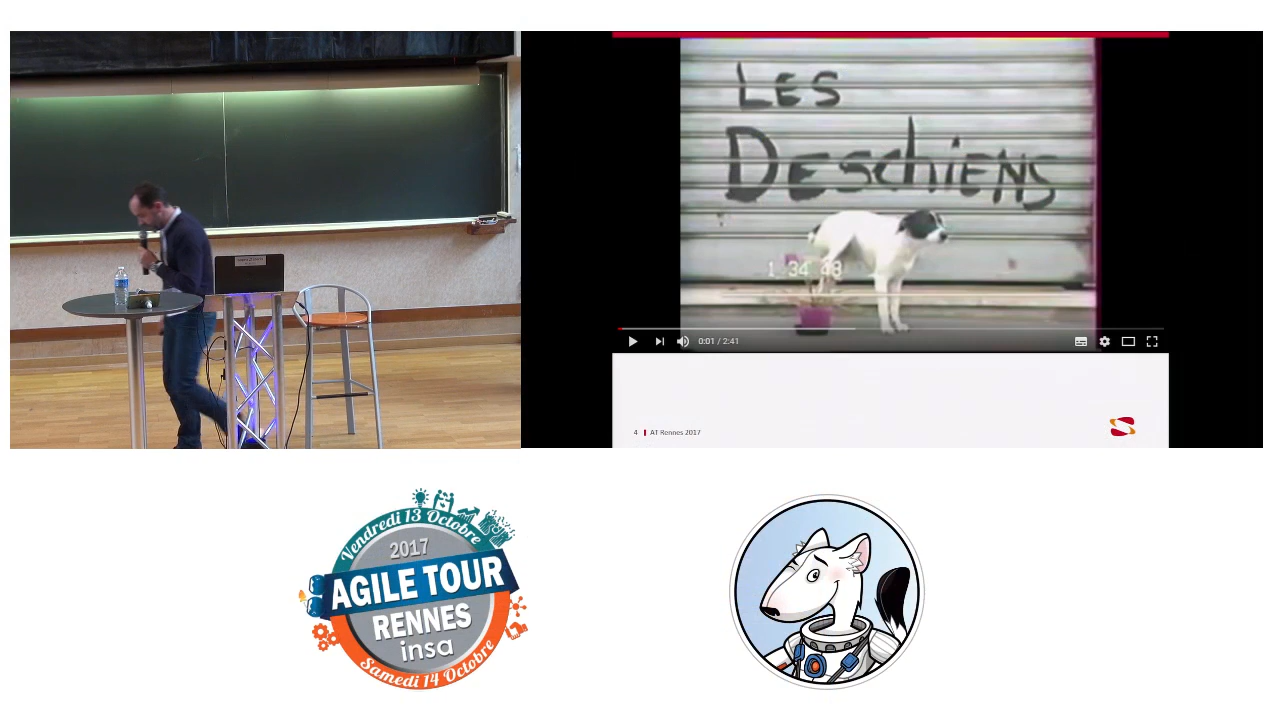 LES
DESchiENS
1 34 43
0:01 / 2:41
4 AT Rennes 2017
Vendredi 13 Octobre
2017
AGILE TOUR
RENNES
insa
Samedi 14 Octobre